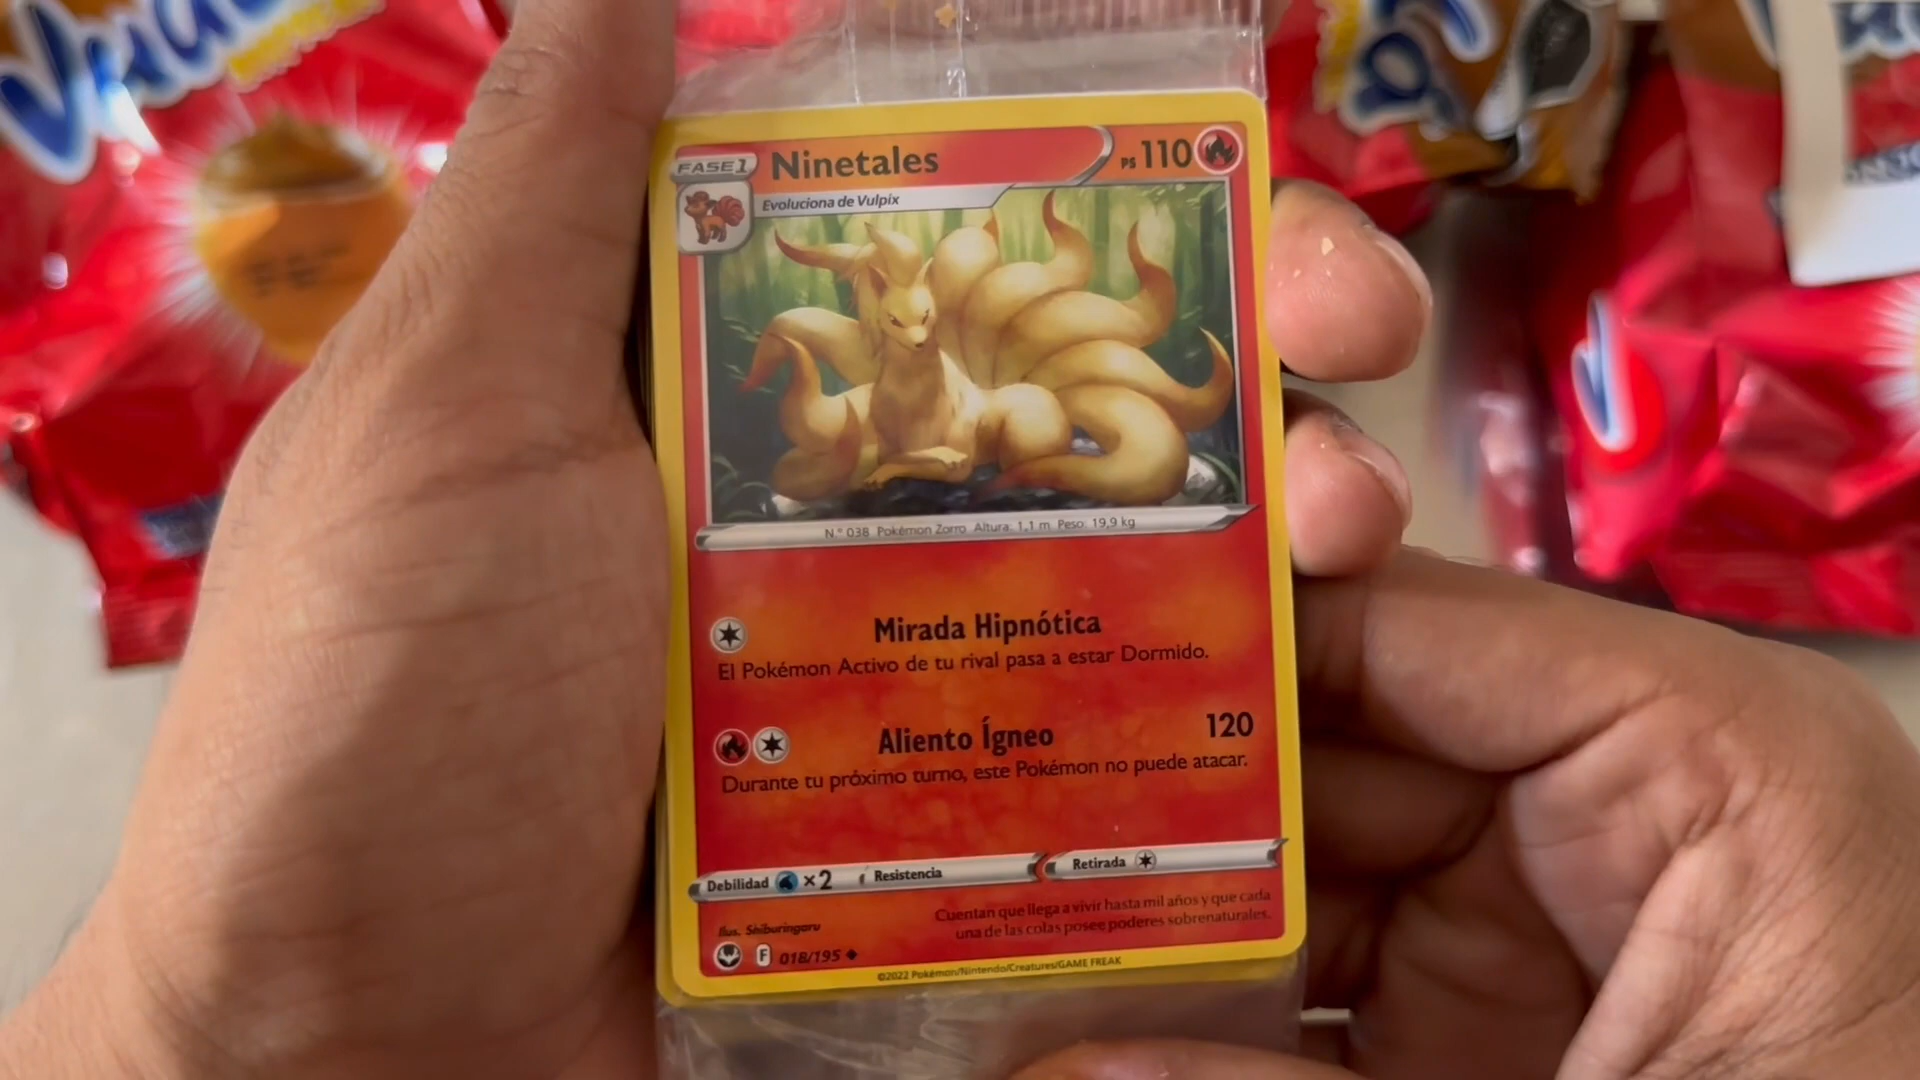 FASE 1 Ninetales PS 110
Evoluciona de Vulpix
N.º 038 Pokémon Zorro Altura: 1,1 m Peso: 19,9 kg
Mirada Hipnótica
El Pokémon Activo de tu rival pasa a estar Dormido.
Aliento Ígneo 120
Durante tu próximo turno, este Pokémon no puede atacar.
Debilidad ×2 Resistencia Retirada
Cuentan que llega a vivir hasta mil años y que cada
una de las colas posee poderes sobrenaturales.
Ilus. Shiburingaru
F 018/195
©2022 Pokémon/Nintendo/Creatures/GAME FREAK